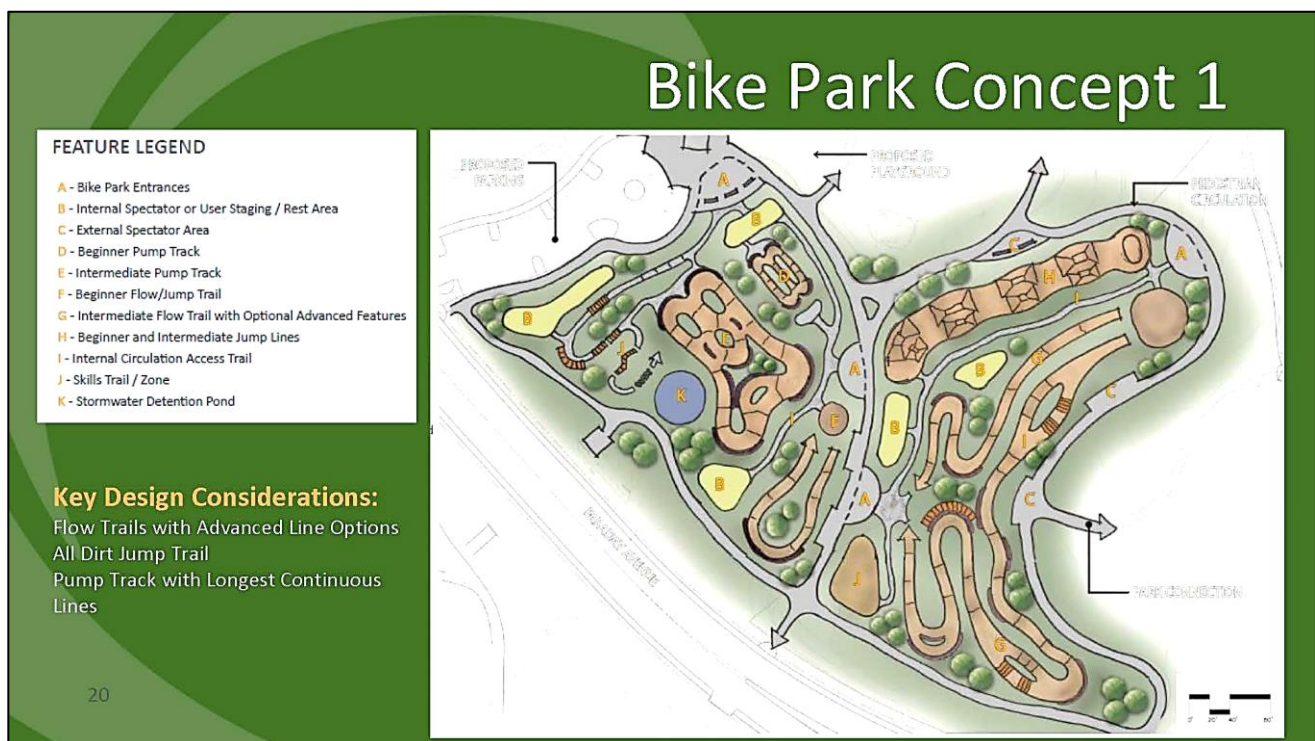 Bike Park Concept 1
FEATURE LEGEND
A - Bike Park Entrances
B - Internal Spectator or User Staging / Rest Area
C - External Spectator Area
D - Beginner Pump Track
E - Intermediate Pump Track
F - Beginner Flow/Jump Trail
G - Intermediate Flow Trail with Optional Advanced Features
H - Beginner and Intermediate Jump Lines
I - Internal Circulation Access Trail
J - Skills Trail / Zone
K - Stormwater Detention Pond
Key Design Considerations:
Flow Trails with Advanced Line Options
All Dirt Jump Trail
Pump Track with Longest Continuous
Lines
20
PROPOSED
PARKING
PROPOSED
PLAYGROUND
PEDESTRIAN
CIRCULATION
A
B
C
A
D
H
I
B
E
J
G
A
B
C
K
I
F
B
I
B
A
C
J
G
PARK CONNECTION
0' 20' 40' 80'